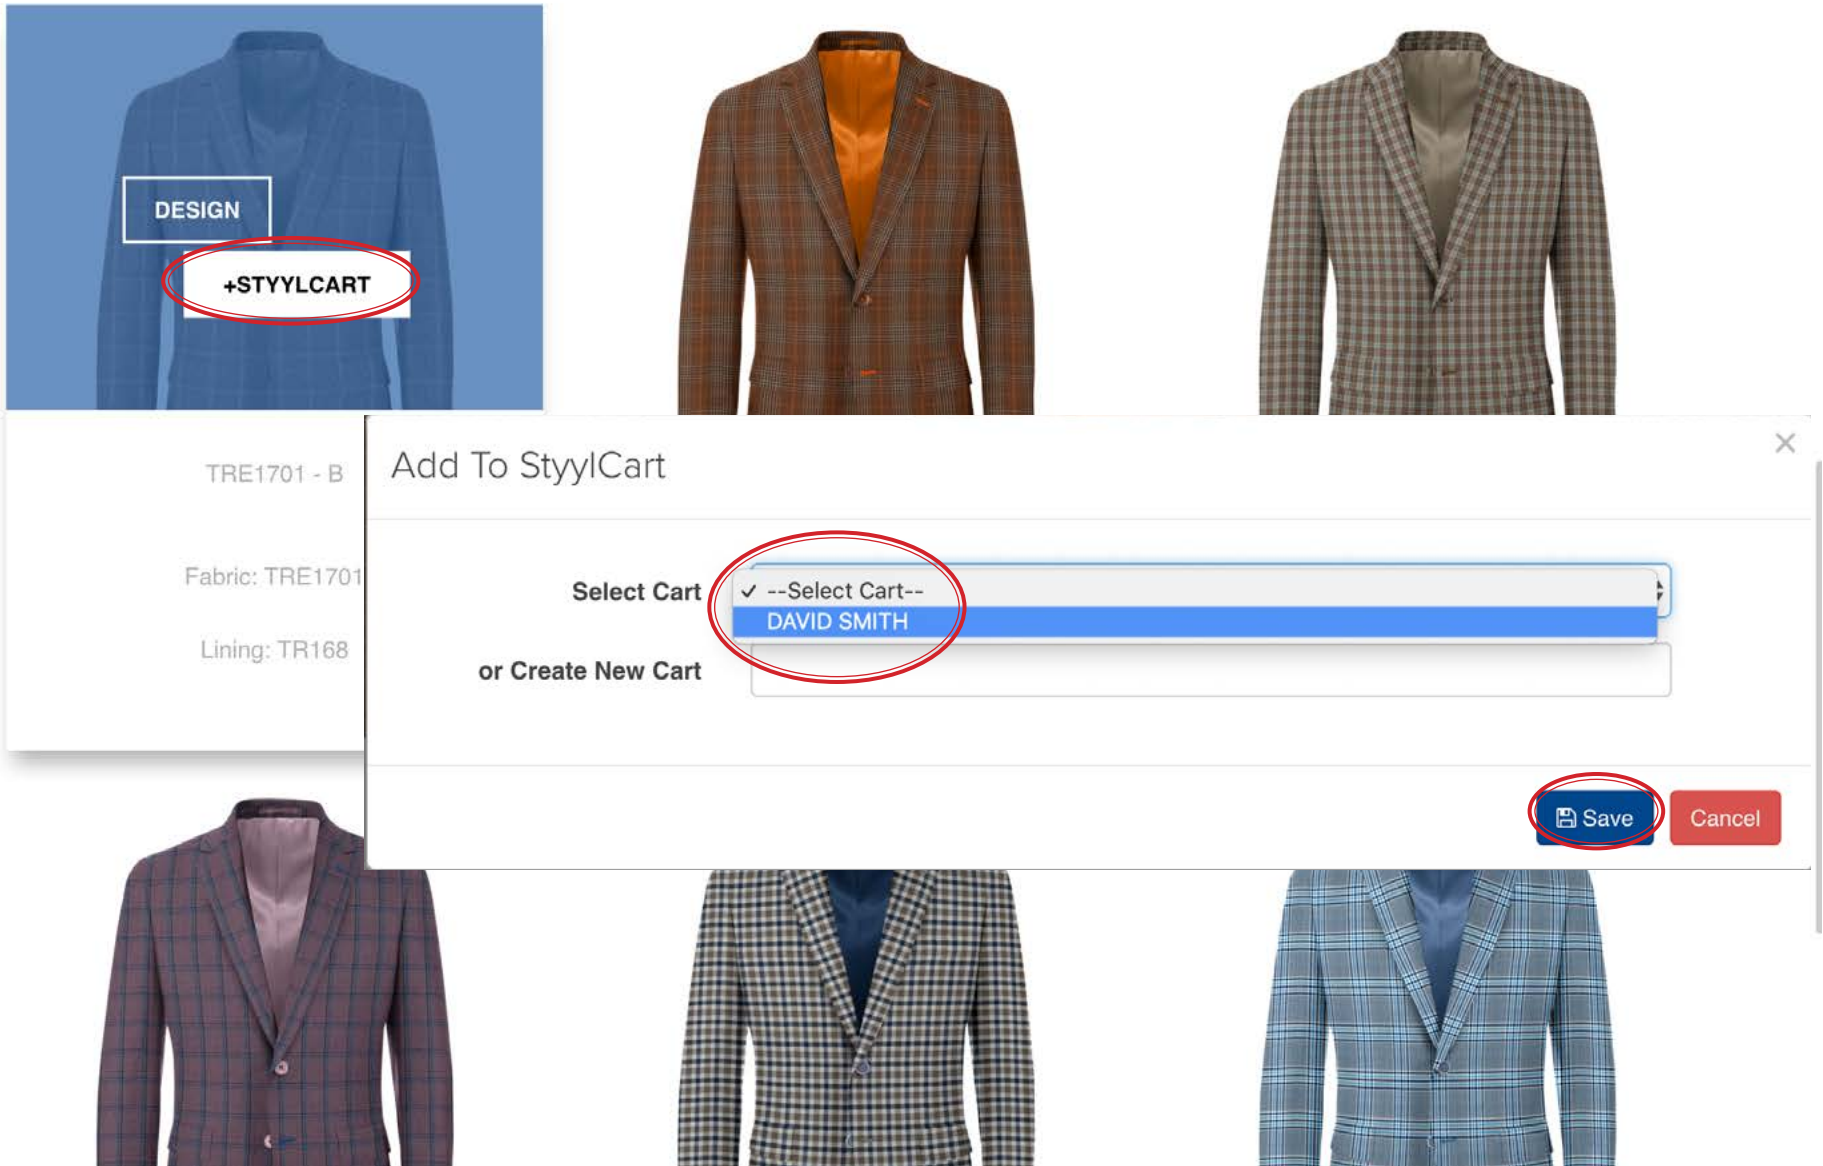 DESIGN
+STYYLCART
TRE1701 - B
Fabric: TRE1701
Lining: TR168
Add To StyylCart
×
Select Cart
✓ --Select Cart--
DAVID SMITH
or Create New Cart
Save
Cancel